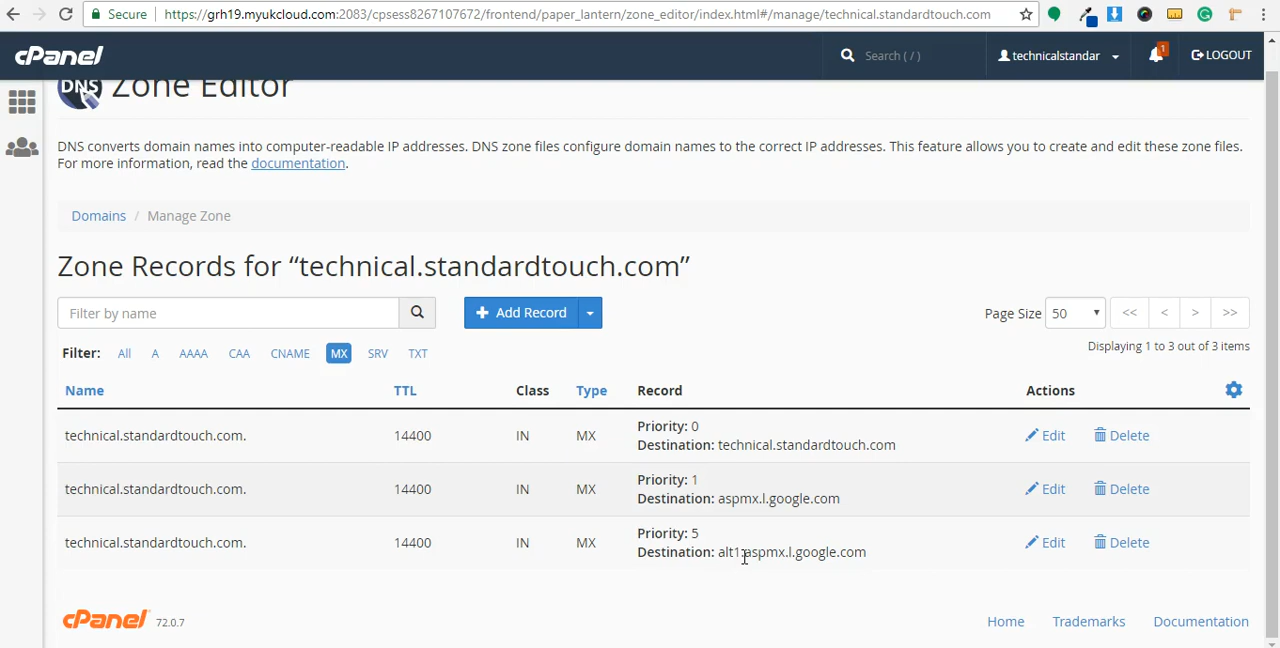 Secure https://grh19.myukcloud.com:2083/cpsess8267107672/frontend/paper_lantern/zone_editor/index.html#/manage/technical.standardtouch.com
cPanel Search ( / ) technicalstandar 1 LOGOUT
DNS Zone Editor
DNS converts domain names into computer-readable IP addresses. DNS zone files configure domain names to the correct IP addresses. This feature allows you to create and edit these zone files.
For more information, read the documentation.
Domains / Manage Zone
Zone Records for “technical.standardtouch.com”
Filter by name + Add Record Page Size 50 << < > >>
Filter: All A AAAA CAA CNAME MX SRV TXT Displaying 1 to 3 out of 3 items
Name TTL Class Type Record Actions
Priority: 0
technical.standardtouch.com. 14400 IN MX Edit Delete
Destination: technical.standardtouch.com
Priority: 1
technical.standardtouch.com. 14400 IN MX Edit Delete
Destination: aspmx.l.google.com
Priority: 5
technical.standardtouch.com. 14400 IN MX Edit Delete
Destination: alt1.aspmx.l.google.com
cPanel 72.0.7 Home Trademarks Documentation